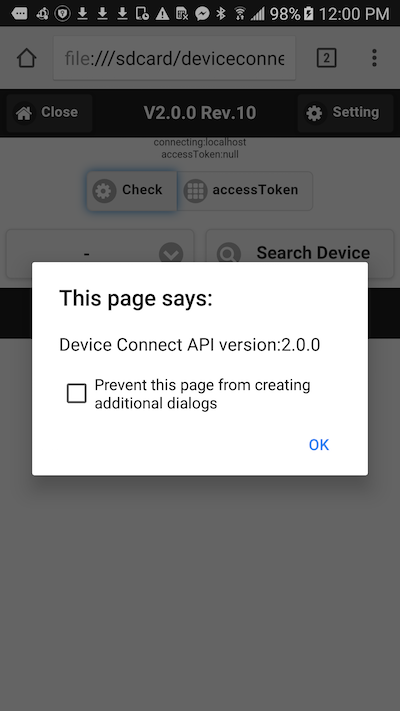 98% 12:00 PM
file:///sdcard/deviceconne
2
Close
V2.0.0 Rev.10
Setting
connecting:localhost
accessToken:null
Check
accessToken
-
Search Device
This page says:
Device Connect API version:2.0.0
Prevent this page from creating
additional dialogs
OK